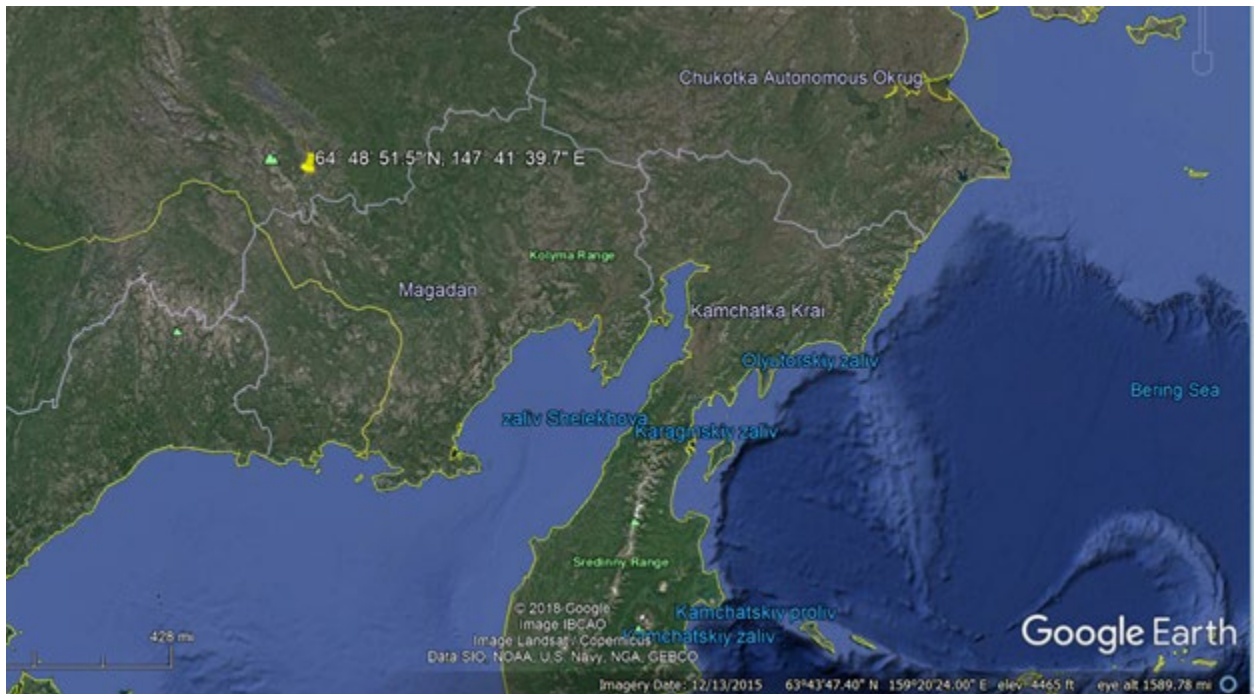 Chukotka Autonomous Okrug
64 48 51.5" N, 147 41 39.7" E
Kolyma Range
Magadan
Kamchatka Krai
Olyutorskiy zaliv
Bering Sea
zaliv Shelekhova
Karaginskiy zaliv
Sredinny Range
© 2018 Google
Image IBCAO
Image Landsat / Copernicus
Data SIO, NOAA, U.S. Navy, NGA, GEBCO
Kamchatskiy proliv
Kamchatskiy zaliv
428 mi
Google Earth
Imagery Date: 12/13/2015 63°43'47.40" N 159°20'24.00" E elev 4465 ft eye alt 1589.78 mi